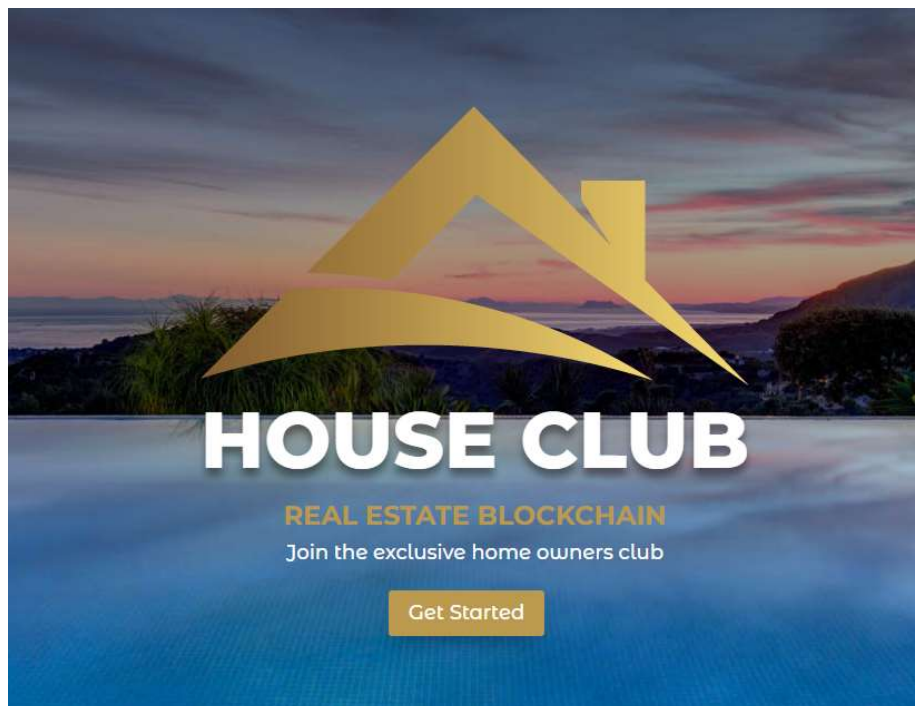 HOUSE CLUB
REAL ESTATE BLOCKCHAIN
Join the exclusive home owners club
Get Started